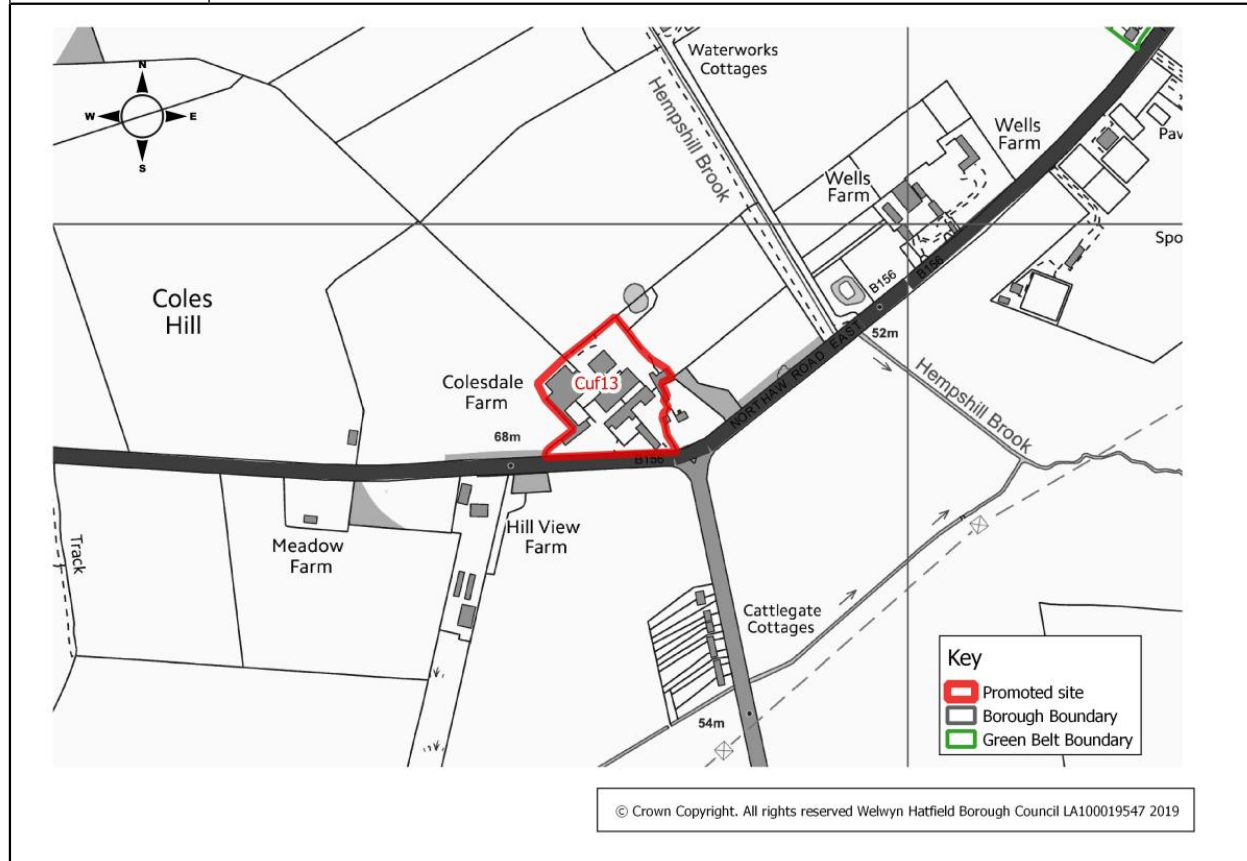 N
W
E
S
Waterworks
Cottages
Hempshill Brook
Wells
Farm
Pav
Wells
Farm
Spo
Coles
Hill
B156
B156
52m
NORTHAW ROAD EAST
Hempshill Brook
Colesdale
Farm
Cuf13
68m
B156
Hill View
Farm
Meadow
Farm
Track
Cattlegate
Cottages
54m
Key
Promoted site
Borough Boundary
Green Belt Boundary
© Crown Copyright. All rights reserved Welwyn Hatfield Borough Council LA100019547 2019